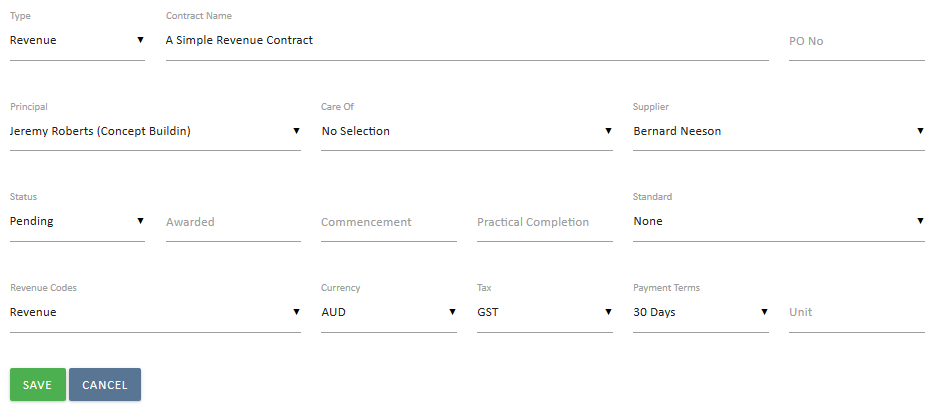 Type Contract Name
Revenue A Simple Revenue Contract PO No
Principal Care Of Supplier
Jeremy Roberts (Concept Buildin) No Selection Bernard Neeson
Status Standard
Pending Awarded Commencement Practical Completion None
Revenue Codes Currency Tax Payment Terms
Revenue AUD GST 30 Days Unit
SAVE CANCEL